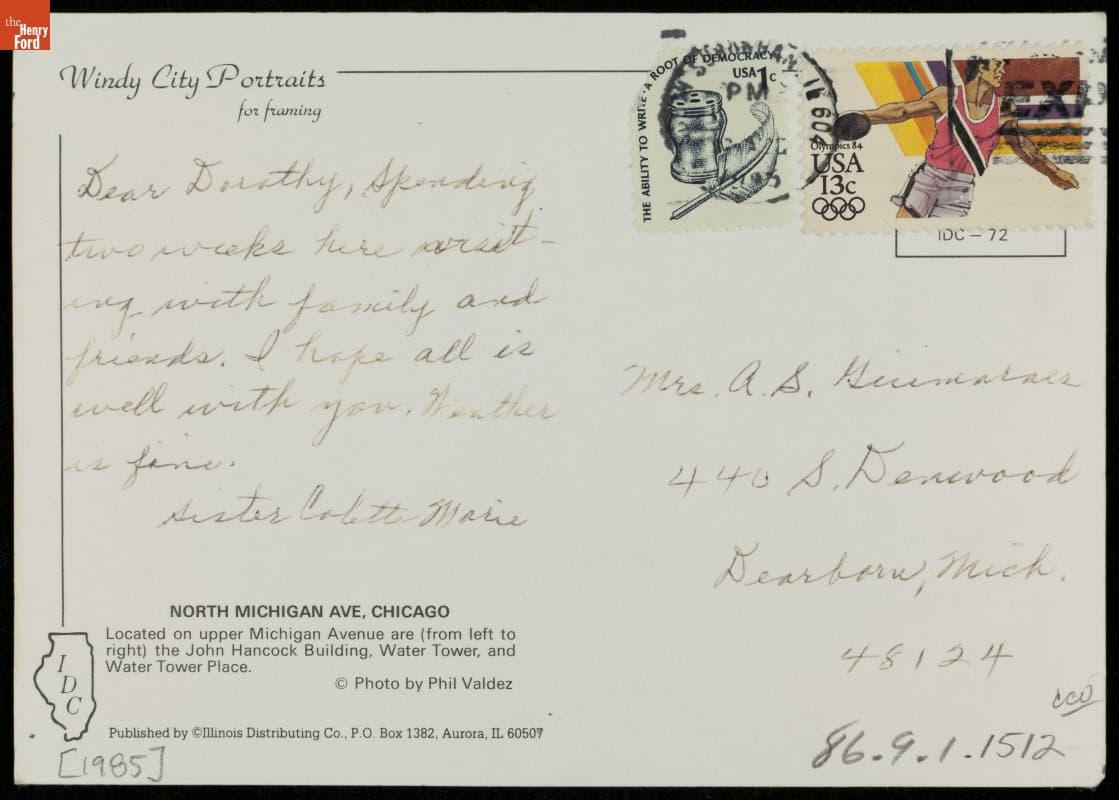 the
Henry
Ford
Windy City Portraits
for framing
THE ABILITY TO WRITE. A ROOT OF DEMOCRACY
USA 1c
PM
Olympics 84
USA
13c
IL 604
IDC – 72
Dear Dorothy, Spending
two weeks here visit-
ing with family and
friends. I hope all is
well with you. Weather
is fine.
Sister Colette Marie
Mrs. A. S. Guimaraes
440 S. Denwood
Dearborn, Mich.
48124
NORTH MICHIGAN AVE, CHICAGO
Located on upper Michigan Avenue are (from left to
right) the John Hancock Building, Water Tower, and
Water Tower Place.
© Photo by Phil Valdez
IDC
Published by ©Illinois Distributing Co., P.O. Box 1382, Aurora, IL 60507
[1985]
86.9.1.1512